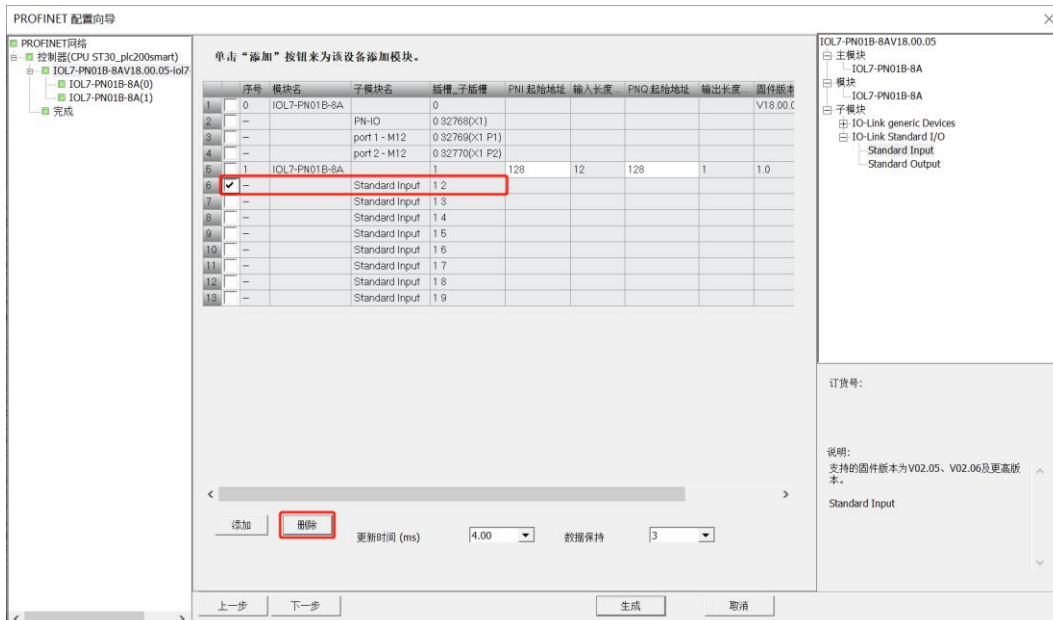 PROFINET 配置向导
PROFINET网络
控制器(CPU ST30_plc200smart)
IOL7-PN01B-8AV18.00.05-iol7-
IOL7-PN01B-8A(0)
IOL7-PN01B-8A(1)
完成
单击“添加”按钮来为该设备添加模块。
序号 模块名 子模块名 插槽_子插槽 PNI 起始地址 输入长度... PNQ 起始地址 输出长度... 固件版本
1 0 IOL7-PN01B-8A 0 V18.00.0
2 – PN-IO 0 32768(X1)
3 – port 1 - M12 0 32769(X1 P1)
4 – port 2 - M12 0 32770(X1 P2)
5 1 IOL7-PN01B-8A 1 128 12 128 1 1.0
6 – Standard Input 1 2
7 – Standard Input 1 3
8 – Standard Input 1 4
9 – Standard Input 1 5
10 – Standard Input 1 6
11 – Standard Input 1 7
12 – Standard Input 1 8
13 – Standard Input 1 9
添加 删除 更新时间 (ms) 4.00 数据保持 3
上一步 下一步 生成 取消
IOL7-PN01B-8AV18.00.05
主模块
IOL7-PN01B-8A
模块
IOL7-PN01B-8A
子模块
IO-Link generic Devices
IO-Link Standard I/O
Standard Input
Standard Output
订货号:
说明:
支持的固件版本为V02.05、V02.06及更高版
本。
Standard Input